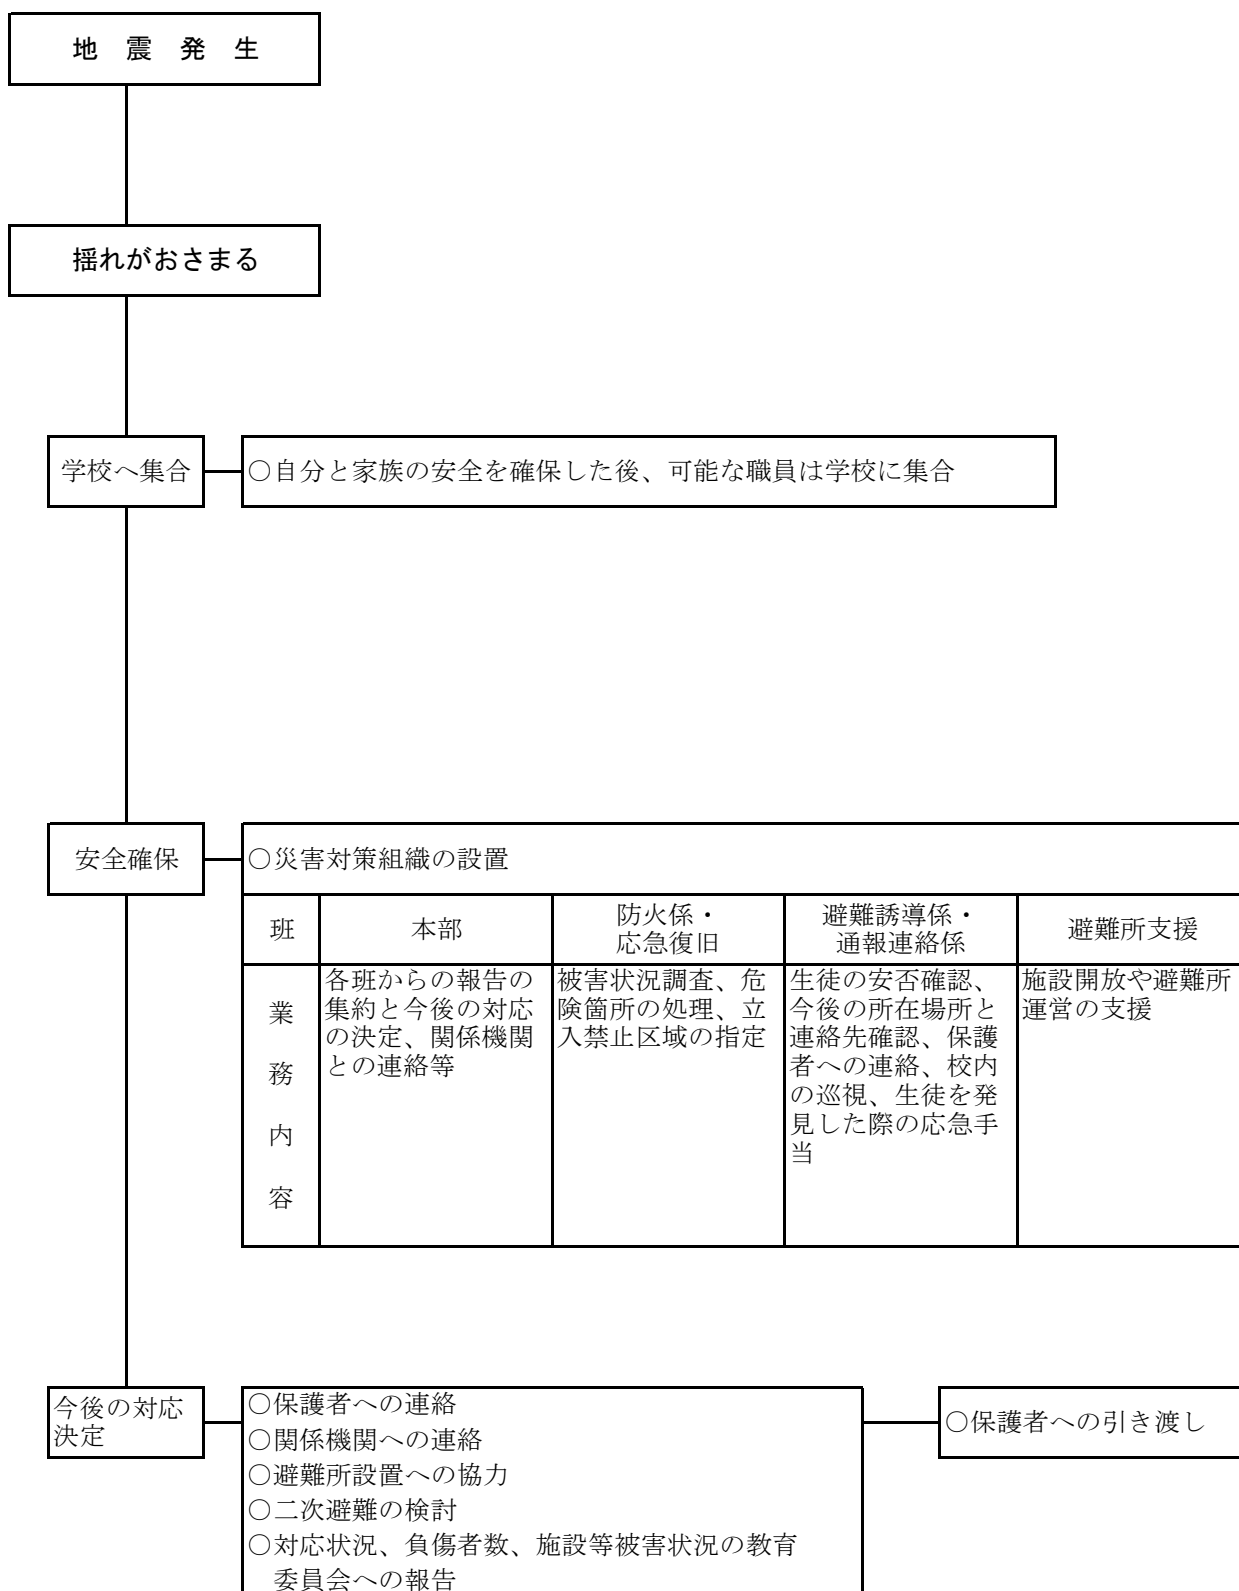 地 震 発 生
揺れがおさまる
学校へ集合
○自分と家族の安全を確保した後、可能な職員は学校に集合
安全確保
○災害対策組織の設置
班
本部
防火係・
応急復旧
避難誘導係・
通報連絡係
避難所支援
業
務
内
容
各班からの報告の
集約と今後の対応
の決定、関係機関
との連絡等
被害状況調査、危
険箇所の処理、立
入禁止区域の指定
生徒の安否確認、
今後の所在場所と
連絡先確認、保護
者への連絡、校内
の巡視、生徒を発
見した際の応急手
当
施設開放や避難所
運営の支援
今後の対応
決定
○保護者への連絡
○関係機関への連絡
○避難所設置への協力
○二次避難の検討
○対応状況、負傷者数、施設等被害状況の教育
委員会への報告
○保護者への引き渡し